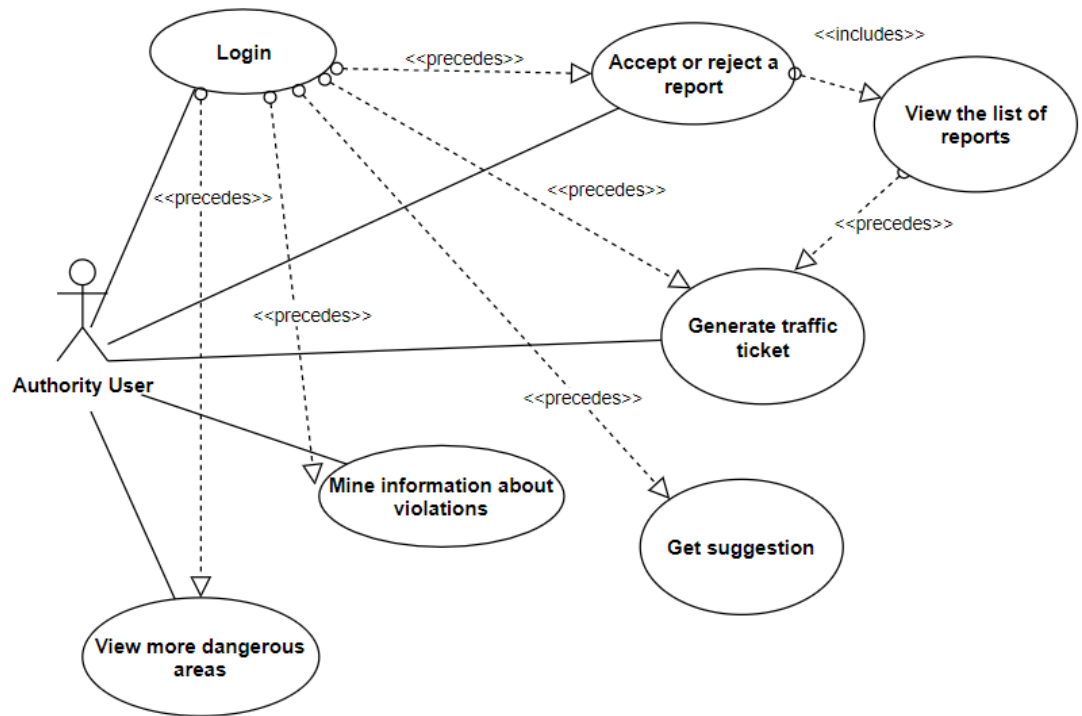 Login
<<precedes>>
Accept or reject a
report
<<includes>>
View the list of
reports
<<precedes>>
<<precedes>>
<<precedes>>
Authority User
<<precedes>>
Generate traffic
ticket
<<precedes>>
Mine information about
violations
Get suggestion
View more dangerous
areas